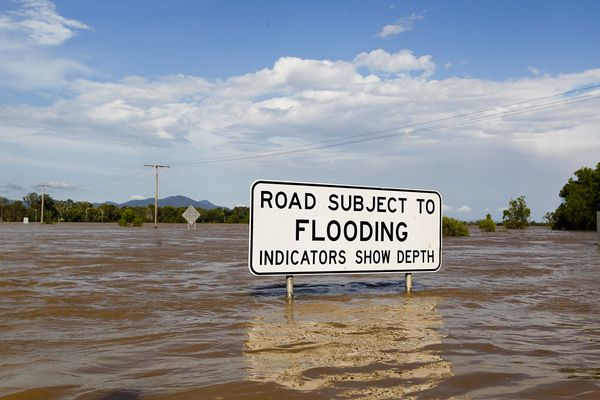 ROAD SUBJECT TO
FLOODING
INDICATORS SHOW DEPTH